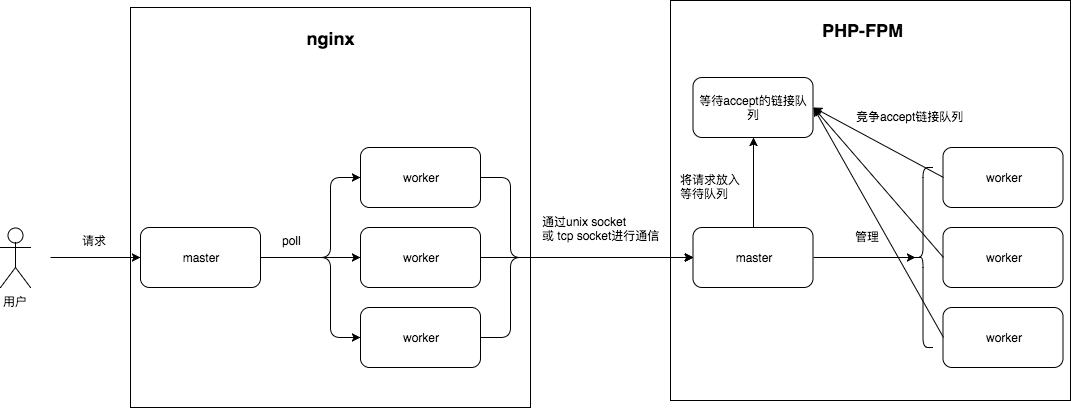 nginx
PHP-FPM
等待accept的链接队
列
竞争accept链接队列
worker
worker
将请求放入
等待队列
通过unix socket
或 tcp socket进行通信
请求
poll
管理
master
worker
master
worker
用户
worker
worker